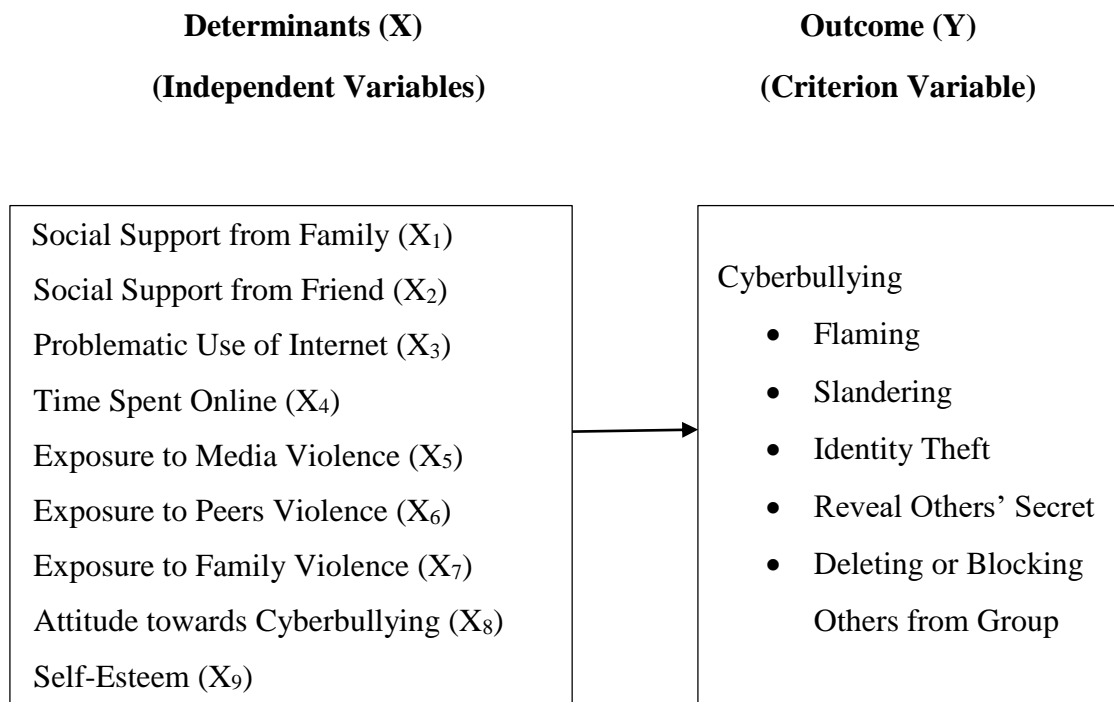 Determinants (X)
(Independent Variables)
Outcome (Y)
(Criterion Variable)
Social Support from Family (X₁)
Social Support from Friend (X₂)
Problematic Use of Internet (X₃)
Time Spent Online (X₄)
Exposure to Media Violence (X₅)
Exposure to Peers Violence (X₆)
Exposure to Family Violence (X₇)
Attitude towards Cyberbullying (X₈)
Self-Esteem (X₉)
Cyberbullying
• Flaming
• Slandering
• Identity Theft
• Reveal Others’ Secret
• Deleting or Blocking
Others from Group